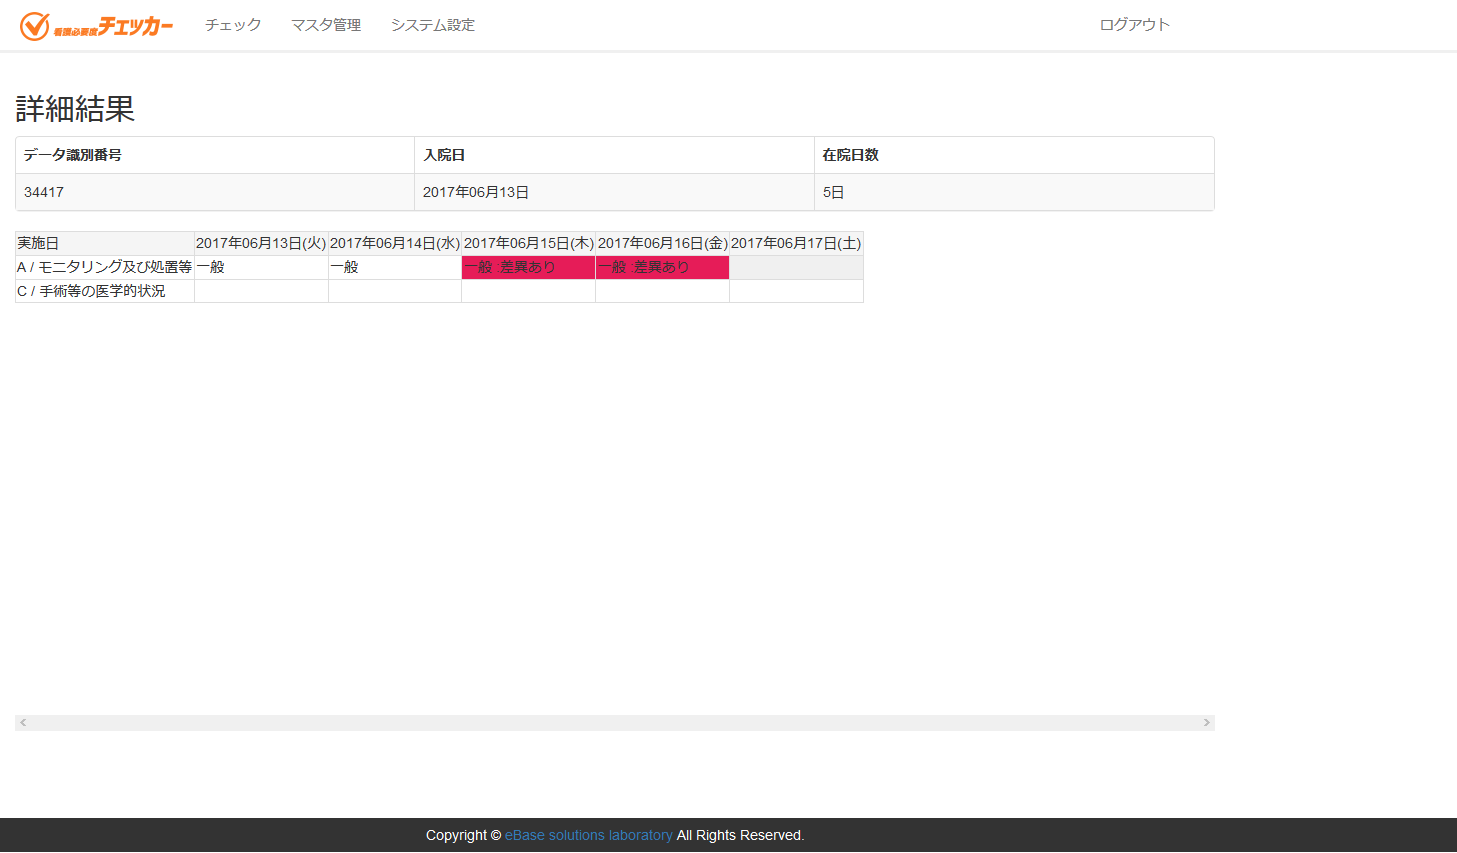 看護必要度チェッカー チェック マスタ管理 システム設定 ログアウト
詳細結果
データ識別番号 入院日 在院日数
34417 2017年06月13日 5日
実施日 2017年06月13日(火) 2017年06月14日(水) 2017年06月15日(木) 2017年06月16日(金) 2017年06月17日(土)
A / モニタリング及び処置等 一般 一般 一般 :差異あり 一般 :差異あり
C / 手術等の医学的状況
Copyright © eBase solutions laboratory All Rights Reserved.